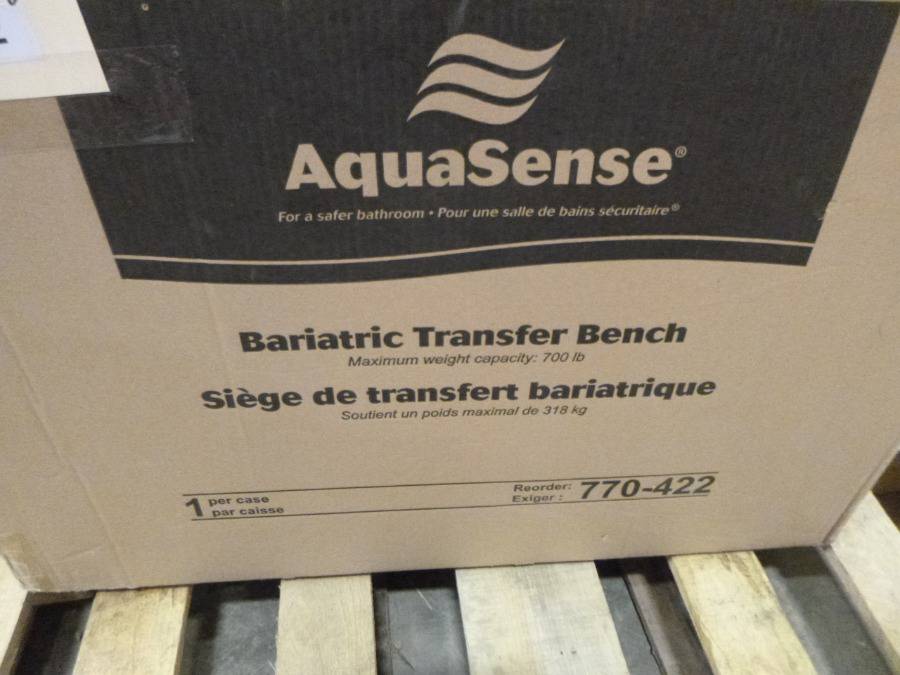 AquaSense®
For a safer bathroom • Pour une salle de bains sécuritaire®
Bariatric Transfer Bench
Maximum weight capacity: 700 lb
Siège de transfert bariatrique
Soutient un poids maximal de 318 kg
1 per case
par caisse
Reorder: 770-422
Exiger :